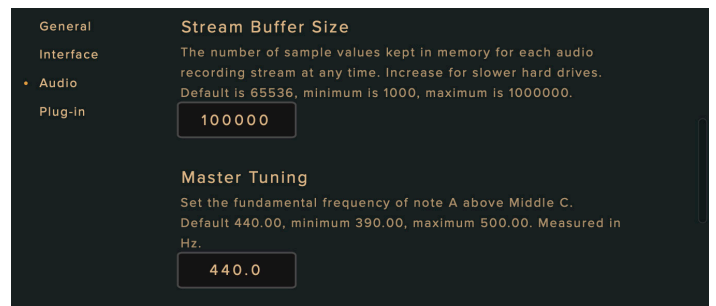 General
Interface
Audio
Plug-in
Stream Buffer Size
The number of sample values kept in memory for each audio
recording stream at any time. Increase for slower hard drives.
Default is 65536, minimum is 1000, maximum is 1000000.
100000
Master Tuning
Set the fundamental frequency of note A above Middle C.
Default 440.00, minimum 390.00, maximum 500.00. Measured in
Hz.
440.0